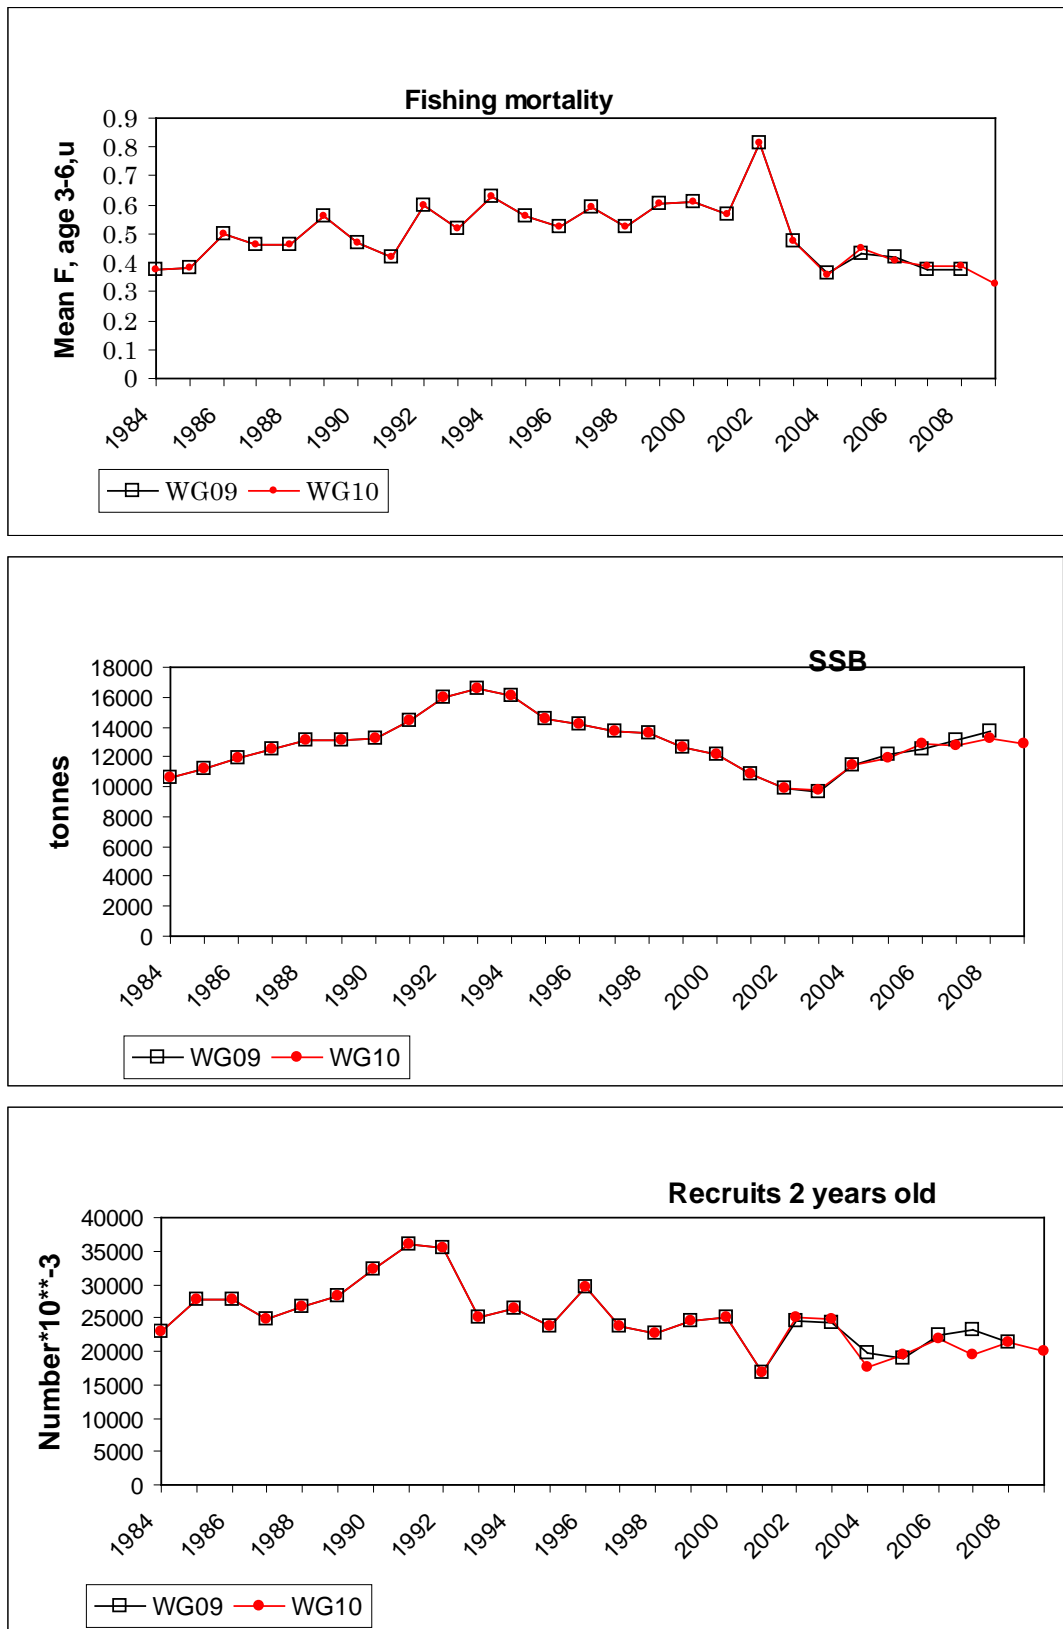 Fishing mortality
Mean F, age 3-6,u
0.9
0.8
0.7
0.6
0.5
0.4
0.3
0.2
0.1
0
1984 1986 1988 1990 1992 1994 1996 1998 2000 2002 2004 2006 2008
WG09 WG10
SSB
tonnes
18000
16000
14000
12000
10000
8000
6000
4000
2000
0
1984 1986 1988 1990 1992 1994 1996 1998 2000 2002 2004 2006 2008
WG09 WG10
Recruits 2 years old
Number*10**-3
40000
35000
30000
25000
20000
15000
10000
5000
0
1984 1986 1988 1990 1992 1994 1996 1998 2000 2002 2004 2006 2008
WG09 WG10